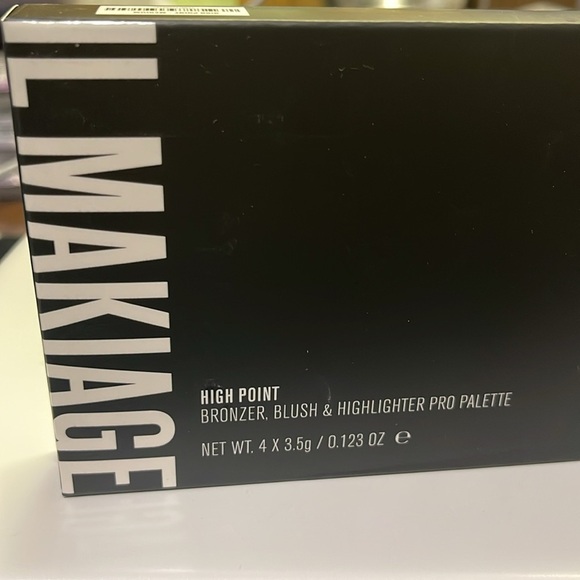 IL MAKIAGE
HIGH POINT
BRONZER, BLUSH & HIGHLIGHTER PRO PALETTE
NET WT. 4 X 3.5g / 0.123 OZ ℮